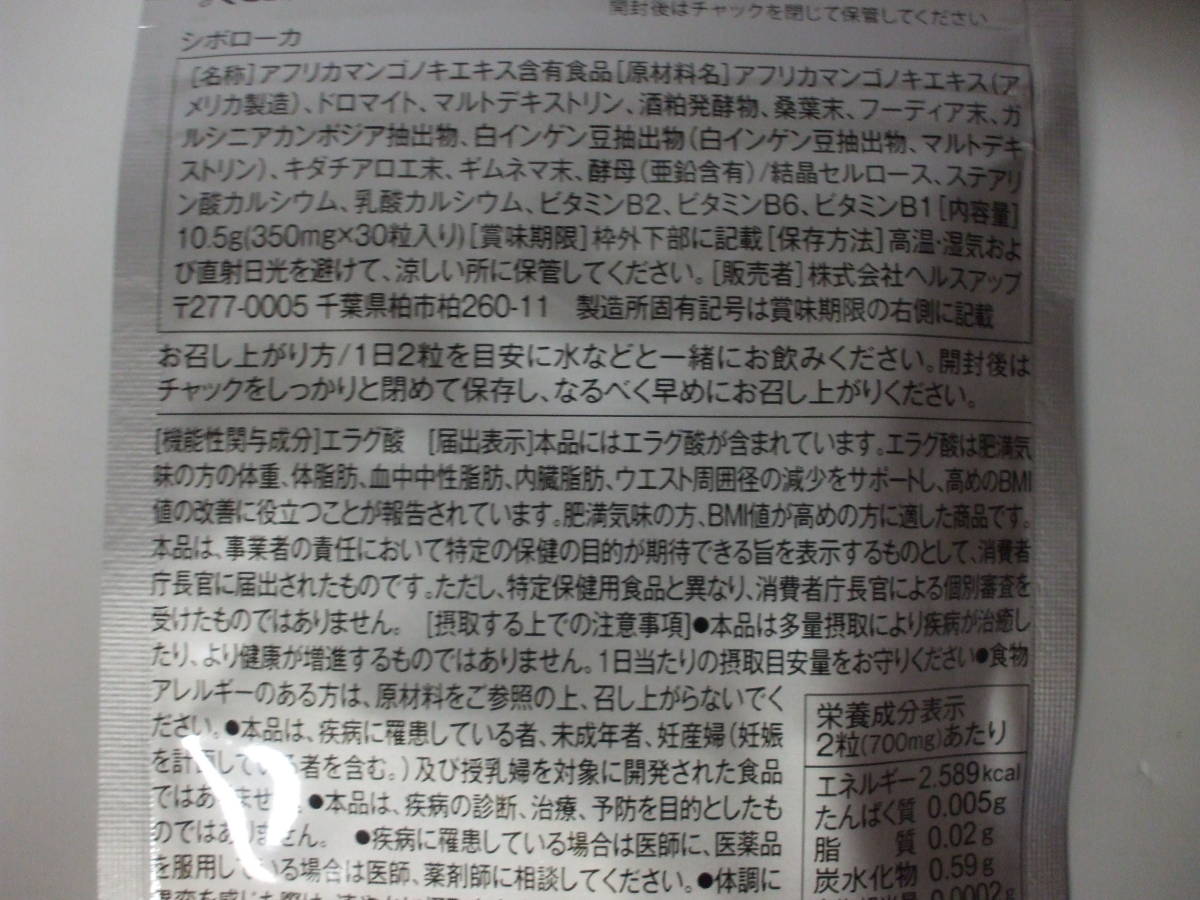 開封後はチャックを閉じて保管してください
シボローカ
[名称]アフリカマンゴノキエキス含有食品[原材料名]アフリカマンゴノキエキス(ア
メリカ製造)、ドロマイト、マルトデキストリン、酒粕発酵物、桑葉末、フーディア末、ガ
ルシニアカンボジア抽出物、白インゲン豆抽出物(白インゲン豆抽出物、マルトデキ
ストリン)、キダチアロエ末、ギムネマ末、酵母(亜鉛含有)/結晶セルロース、ステアリ
ン酸カルシウム、乳酸カルシウム、ビタミンB2、ビタミンB6、ビタミンB1[内容量]
10.5g(350mg×30粒入り)[賞味期限]枠外下部に記載[保存方法]高温・湿気およ
び直射日光を避けて、涼しい所に保管してください。[販売者]株式会社ヘルスアップ
〒277-0005 千葉県柏市柏260-11 製造所固有記号は賞味期限の右側に記載
お召し上がり方/1日2粒を目安に水などと一緒にお飲みください。開封後は
チャックをしっかりと閉めて保存し、なるべく早めにお召し上がりください。
[機能性関与成分]エラグ酸 [届出表示]本品にはエラグ酸が含まれています。エラグ酸は肥満気
味の方の体重、体脂肪、血中中性脂肪、内臓脂肪、ウエスト周囲径の減少をサポートし、高めのBMI
値の改善に役立つことが報告されています。肥満気味の方、BMI値が高めの方に適した商品です。
本品は、事業者の責任において特定の保健の目的が期待できる旨を表示するものとして、消費者
庁長官に届出されたものです。ただし、特定保健用食品と異なり、消費者庁長官による個別審査を
受けたものではありません。 [摂取する上での注意事項]●本品は多量摂取により疾病が治癒し
たり、より健康が増進するものではありません。1日当たりの摂取目安量をお守りください●食物
アレルギーのある方は、原材料をご参照の上、召し上がらないでく
ださい。●本品は、疾病に罹患している者、未成年者、妊産婦(妊娠
を計画している者を含む。)及び授乳婦を対象に開発された食品
ではありません。●本品は、疾病の診断、治療、予防を目的としたも
のではありません。 ●疾病に罹患している場合は医師に、医薬品
を服用している場合は医師、薬剤師に相談してください。●体調に
栄養成分表示
2粒(700mg)あたり
エネルギー 2.589kcal
たんぱく質 0.005g
脂質 0.02g
炭水化物 0.59g
0.0002g